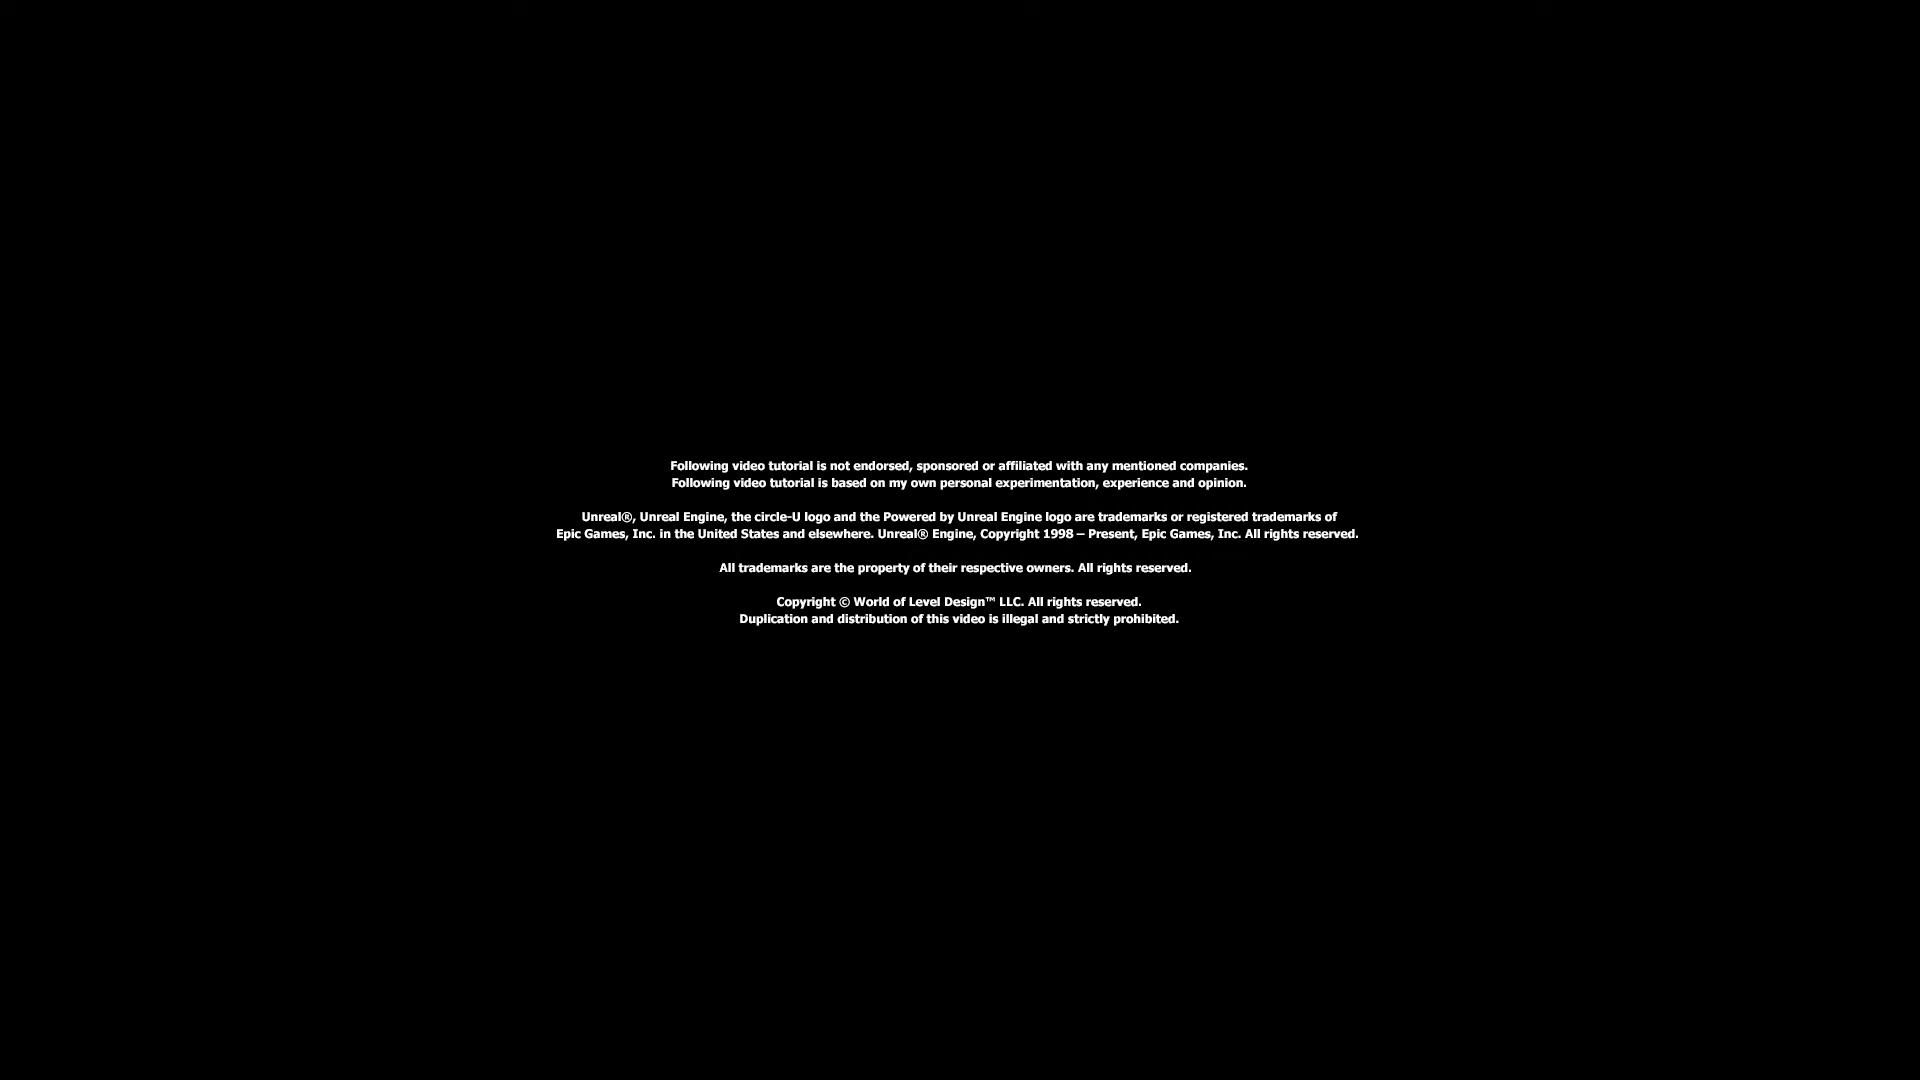 Following video tutorial is not endorsed, sponsored or affiliated with any mentioned companies.
Following video tutorial is based on my own personal experimentation, experience and opinion.
Unreal®, Unreal Engine, the circle-U logo and the Powered by Unreal Engine logo are trademarks or registered trademarks of
Epic Games, Inc. in the United States and elsewhere. Unreal® Engine, Copyright 1998 – Present, Epic Games, Inc. All rights reserved.
All trademarks are the property of their respective owners. All rights reserved.
Copyright © World of Level Design™ LLC. All rights reserved.
Duplication and distribution of this video is illegal and strictly prohibited.